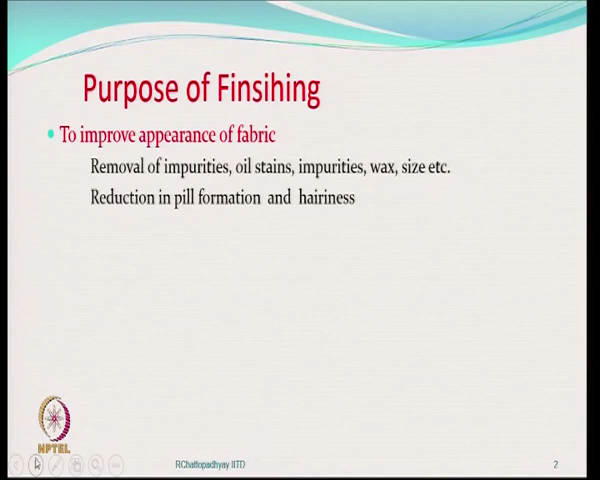 Purpose of Finsihing
To improve appearance of fabric
Removal of impurities, oil stains, impurities, wax, size etc.
Reduction in pill formation and hairiness
NPTEL
RChattopadhyay IITD
2